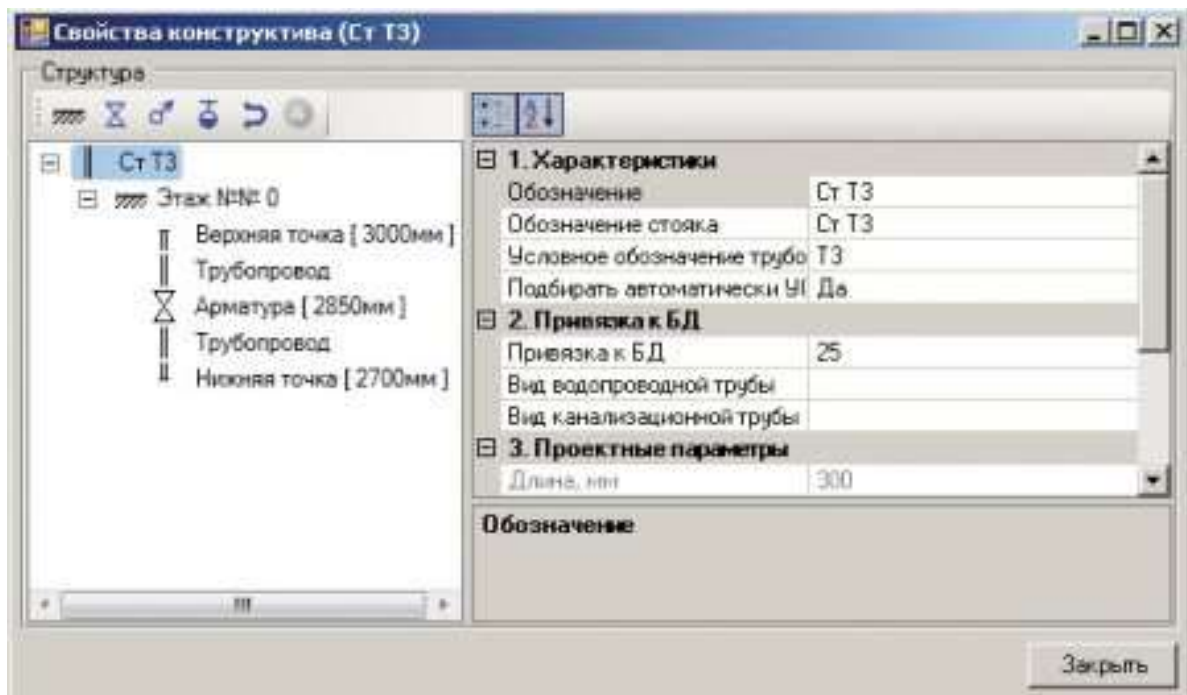 Свойства конструктива (Ст Т3)
Структура
Ст Т3
Этаж №№ 0
Верхняя точка [ 3000мм ]
Трубопровод
Арматура [ 2850мм ]
Трубопровод
Нижняя точка [ 2700мм ]
1. Характеристики
Обозначение Ст Т3
Обозначение стояка Ст Т3
Условное обозначение трубо Т3
Подбирать автоматически УГ Да
2. Привязка к БД
Привязка к БД 25
Вид водопроводной трубы
Вид канализационной трубы
3. Проектные параметры
Длина, мм 300
Обозначение
Закрыть